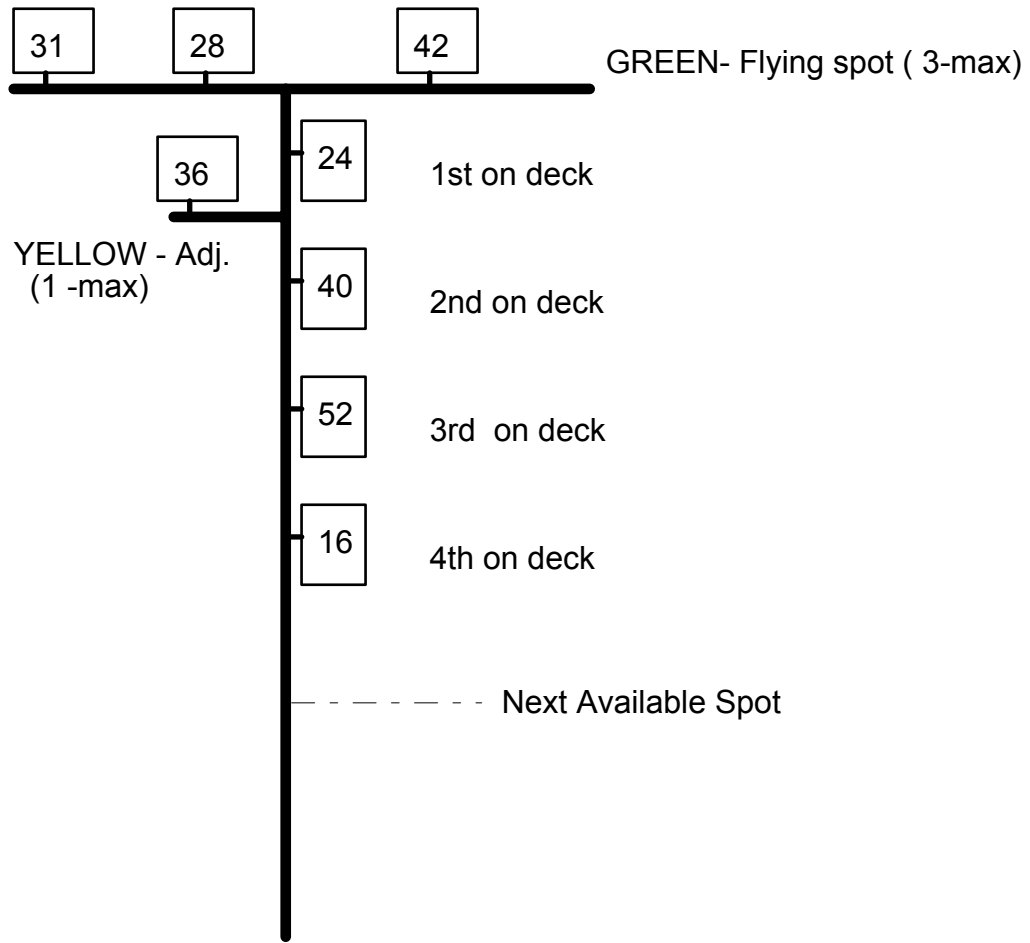 31
28
42
GREEN- Flying spot ( 3-max)
24
1st on deck
36
YELLOW - Adj.
(1 -max)
40
2nd on deck
52
3rd  on deck
16
4th on deck
Next Available Spot